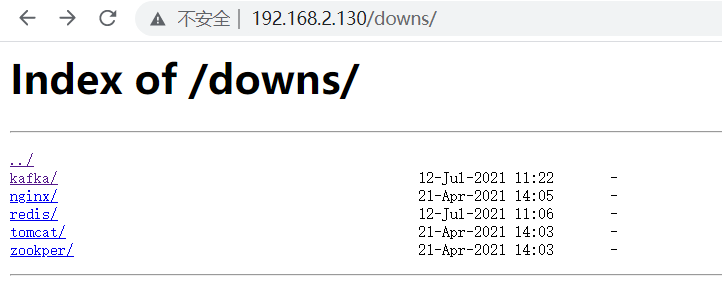 不安全 | 192.168.2.130/downs/
Index of /downs/
../
kafka/ 12-Jul-2021 11:22 -
nginx/ 21-Apr-2021 14:05 -
redis/ 12-Jul-2021 11:06 -
tomcat/ 21-Apr-2021 14:03 -
zookper/ 21-Apr-2021 14:03 -